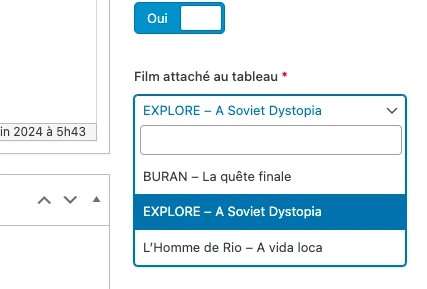 Oui
Film attaché au tableau *
EXPLORE – A Soviet Dystopia
in 2024 à 5h43
BURAN – La quête finale
EXPLORE – A Soviet Dystopia
L'Homme de Rio – A vida loca